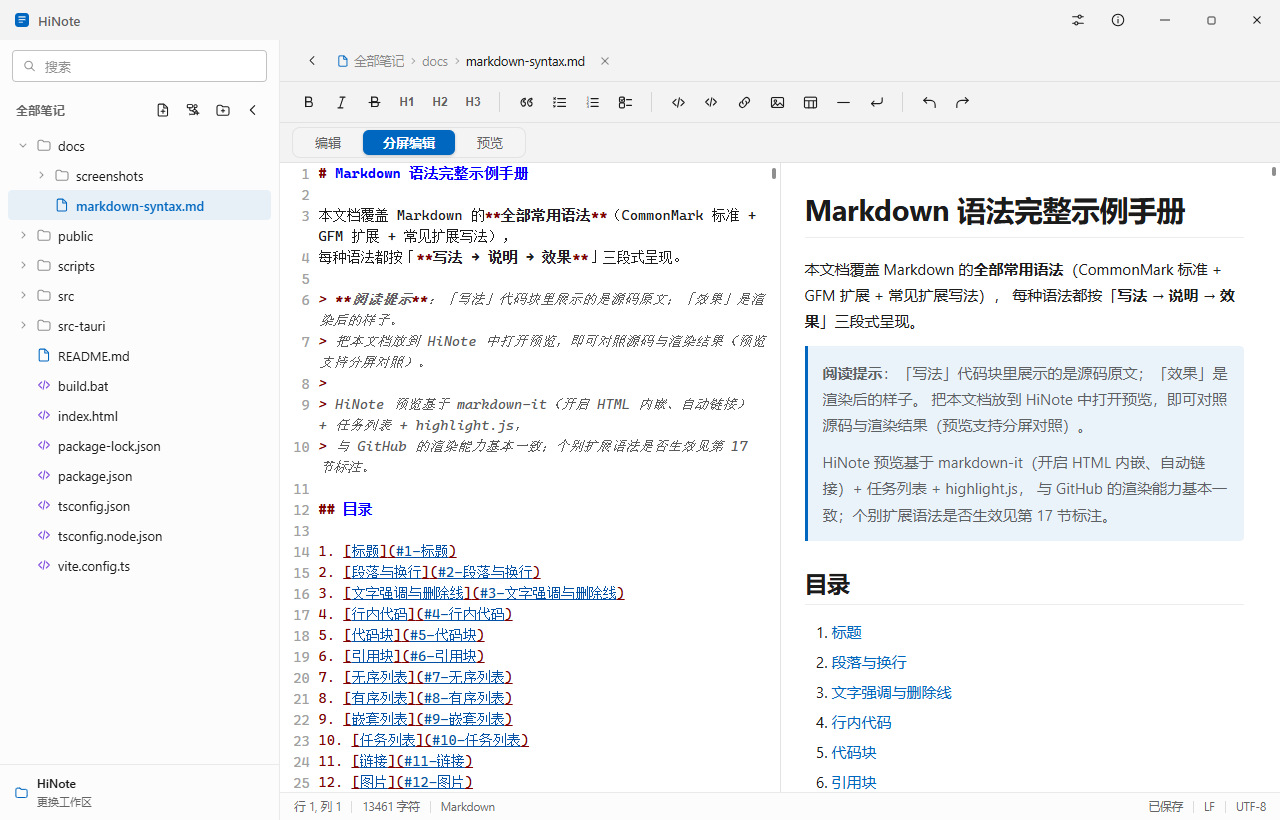 HiNote
搜索
全部笔记
docs
screenshots
markdown-syntax.md
public
scripts
src
src-tauri
README.md
build.bat
index.html
package-lock.json
package.json
tsconfig.json
tsconfig.node.json
vite.config.ts
HiNote
更换工作区
全部笔记 › docs › markdown-syntax.md
B I B H1 H2 H3
编辑 分屏编辑 预览
1 # Markdown 语法完整示例手册
2
3 本文档覆盖 Markdown 的**全部常用语法**（CommonMark 标准 +
GFM 扩展 + 常见扩展写法），
4 每种语法都按「**写法 → 说明 → 效果**」三段式呈现。
5
6 > **阅读提示**：「写法」代码块里展示的是源码原文；「效果」是渲
染后的样子。
7 > 把本文档放到 HiNote 中打开预览，即可对照源码与渲染结果（预览
支持分屏对照）。
8 >
9 > HiNote 预览基于 markdown-it（开启 HTML 内嵌、自动链接）
+ 任务列表 + highlight.js，
10 > 与 GitHub 的渲染能力基本一致；个别扩展语法是否生效见第 17
节标注。
11
12 ## 目录
13
14 1. [标题](#1-标题)
15 2. [段落与换行](#2-段落与换行)
16 3. [文字强调与删除线](#3-文字强调与删除线)
17 4. [行内代码](#4-行内代码)
18 5. [代码块](#5-代码块)
19 6. [引用块](#6-引用块)
20 7. [无序列表](#7-无序列表)
21 8. [有序列表](#8-有序列表)
22 9. [嵌套列表](#9-嵌套列表)
23 10. [任务列表](#10-任务列表)
24 11. [链接](#11-链接)
25 12. [图片](#12-图片)
Markdown 语法完整示例手册
本文档覆盖 Markdown 的全部常用语法（CommonMark 标准 +
GFM 扩展 + 常见扩展写法）， 每种语法都按「写法 → 说明 → 效
果」三段式呈现。
阅读提示：「写法」代码块里展示的是源码原文；「效果」是
渲染后的样子。 把本文档放到 HiNote 中打开预览，即可对照
源码与渲染结果（预览支持分屏对照）。
HiNote 预览基于 markdown-it（开启 HTML 内嵌、自动链
接）+ 任务列表 + highlight.js， 与 GitHub 的渲染能力基本一
致；个别扩展语法是否生效见第 17 节标注。
目录
1. 标题
2. 段落与换行
3. 文字强调与删除线
4. 行内代码
5. 代码块
6. 引用块
行 1, 列 1 13461 字符 Markdown
已保存 LF UTF-8